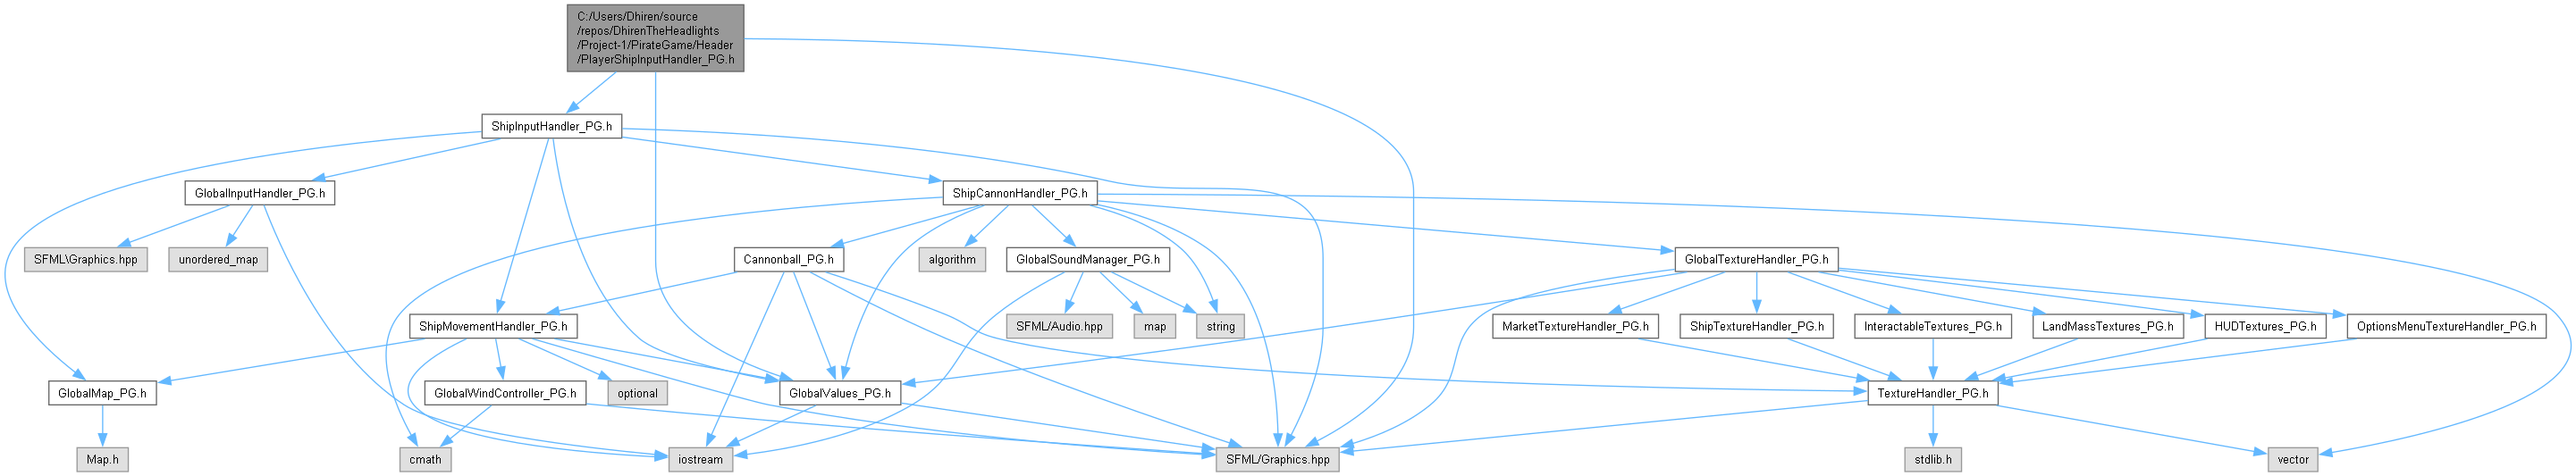 C:/Users/Dhiren/source
/repos/DhirenTheHeadlights
/Project-1/PirateGame/Header
/PlayerShipInputHandler_PG.h
ShipInputHandler_PG.h
GlobalInputHandler_PG.h
ShipCannonHandler_PG.h
SFML\Graphics.hpp
unordered_map
Cannonball_PG.h
algorithm
GlobalSoundManager_PG.h
GlobalTextureHandler_PG.h
ShipMovementHandler_PG.h
SFML/Audio.hpp
map
string
MarketTextureHandler_PG.h
ShipTextureHandler_PG.h
InteractableTextures_PG.h
LandMassTextures_PG.h
HUDTextures_PG.h
OptionsMenuTextureHandler_PG.h
GlobalMap_PG.h
GlobalWindController_PG.h
optional
GlobalValues_PG.h
TextureHandler_PG.h
Map.h
cmath
iostream
SFML/Graphics.hpp
stdlib.h
vector